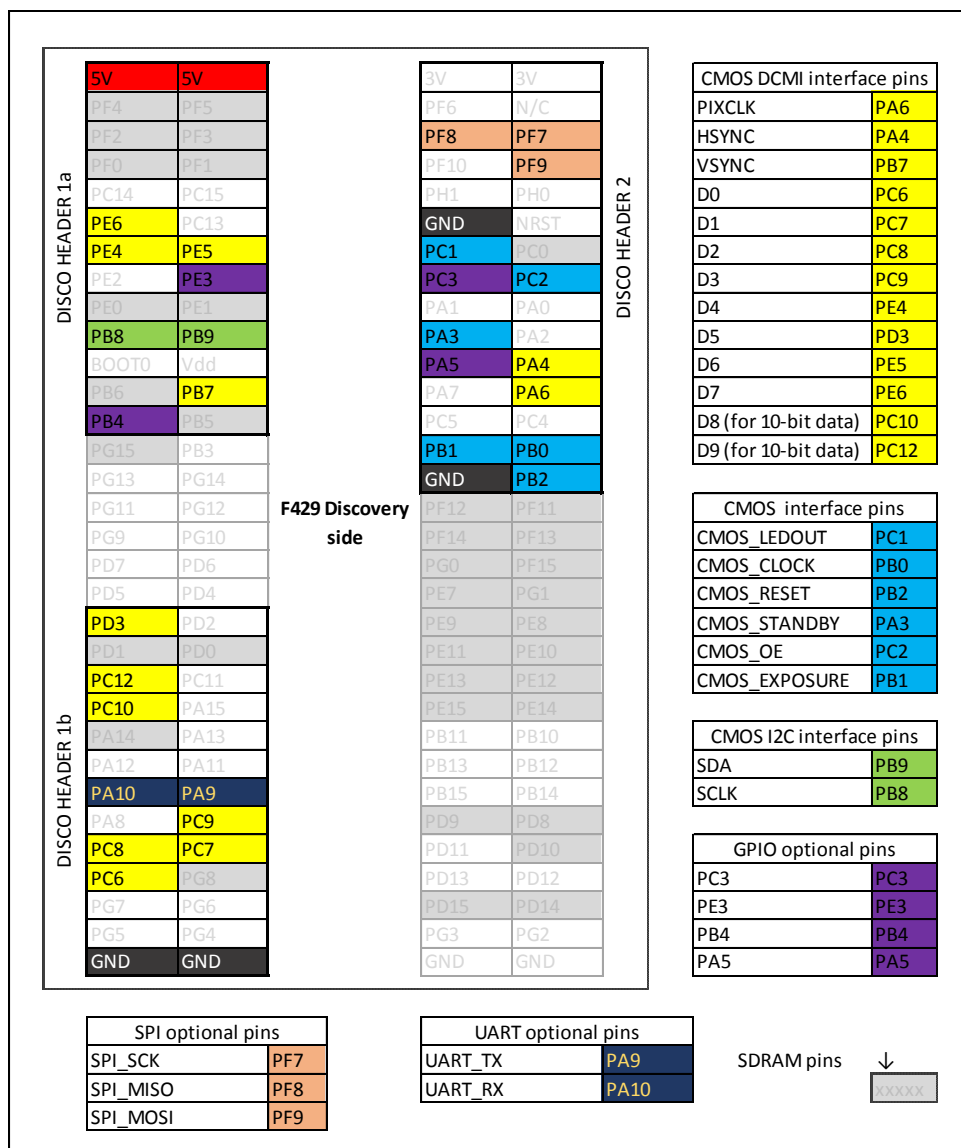 5V 5V
PF4 PF5
PF2 PF3
PF0 PF1
PC14 PC15
PE6 PC13
PE4 PE5
PE2 PE3
PE0 PE1
PB8 PB9
BOOT0 Vdd
PB6 PB7
PB4 PB5
PG15 PB3
PG13 PG14
PG11 PG12
PG9 PG10
PD7 PD6
PD5 PD4
PD3 PD2
PD1 PD0
PC12 PC11
PC10 PA15
PA14 PA13
PA12 PA11
PA10 PA9
PA8 PC9
PC8 PC7
PC6 PG8
PG7 PG6
PG5 PG4
GND GND
DISCO HEADER 1a
DISCO HEADER 1b
F429 Discovery
side
3V 3V
PF6 N/C
PF8 PF7
PF10 PF9
PH1 PH0
GND NRST
PC1 PC0
PC3 PC2
PA1 PA0
PA3 PA2
PA5 PA4
PA7 PA6
PC5 PC4
PB1 PB0
GND PB2
PF12 PF11
PF14 PF13
PG0 PF15
PE7 PG1
PE9 PE8
PE11 PE10
PE13 PE12
PE15 PE14
PB11 PB10
PB13 PB12
PB15 PB14
PD9 PD8
PD11 PD10
PD13 PD12
PD15 PD14
PG3 PG2
GND GND
DISCO HEADER 2
CMOS DCMI interface pins
PIXCLK PA6
HSYNC PA4
VSYNC PB7
D0 PC6
D1 PC7
D2 PC8
D3 PC9
D4 PE4
D5 PD3
D6 PE5
D7 PE6
D8 (for 10-bit data) PC10
D9 (for 10-bit data) PC12
CMOS interface pins
CMOS_LEDOUT PC1
CMOS_CLOCK PB0
CMOS_RESET PB2
CMOS_STANDBY PA3
CMOS_OE PC2
CMOS_EXPOSURE PB1
CMOS I2C interface pins
SDA PB9
SCLK PB8
GPIO optional pins
PC3 PC3
PE3 PE3
PB4 PB4
PA5 PA5
SPI optional pins
SPI_SCK PF7
SPI_MISO PF8
SPI_MOSI PF9
UART optional pins
UART_TX PA9
UART_RX PA10
SDRAM pins ↓
xxxxx